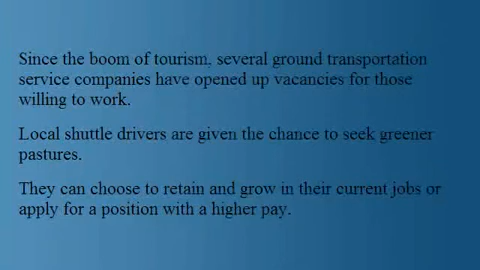 Since the boom of tourism, several ground transportation
service companies have opened up vacancies for those
willing to work.
Local shuttle drivers are given the chance to seek greener
pastures.
They can choose to retain and grow in their current jobs or
apply for a position with a higher pay.